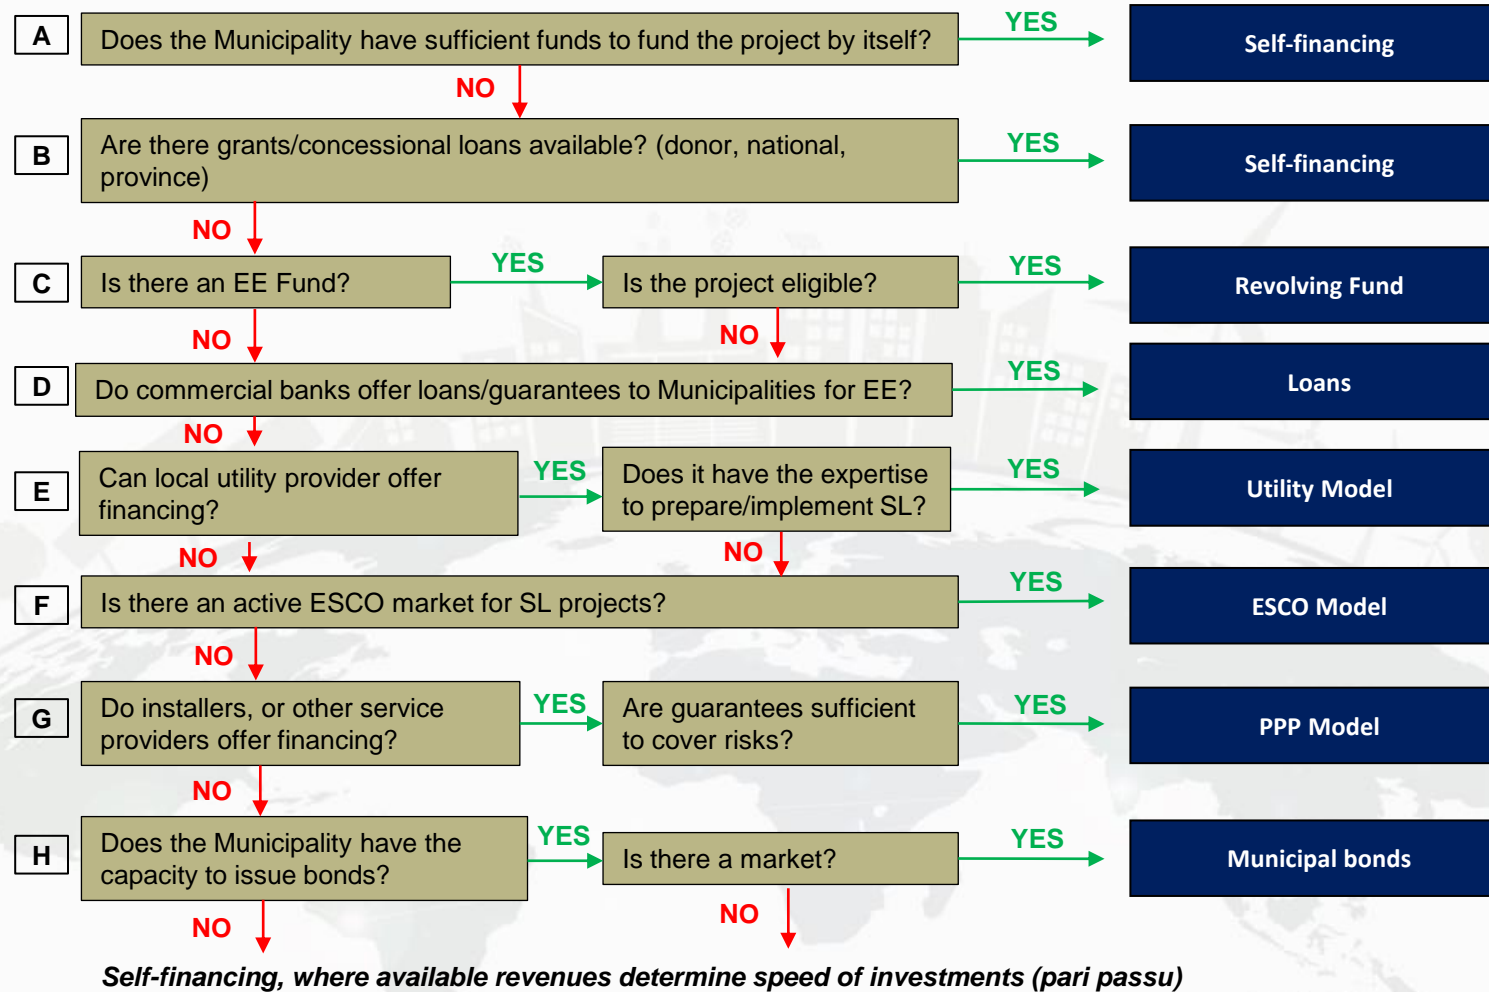 A
Does the Municipality have sufficient funds to fund the project by itself?
YES
Self-financing
NO
B
Are there grants/concessional loans available? (donor, national,
province)
YES
Self-financing
NO
C
Is there an EE Fund?
YES
Is the project eligible?
YES
Revolving Fund
NO
NO
D
Do commercial banks offer loans/guarantees to Municipalities for EE?
YES
Loans
NO
E
Can local utility provider offer
financing?
YES
Does it have the expertise
to prepare/implement SL?
YES
Utility Model
NO
NO
F
Is there an active ESCO market for SL projects?
YES
ESCO Model
NO
G
Do installers, or other service
providers offer financing?
YES
Are guarantees sufficient
to cover risks?
YES
PPP Model
NO
H
Does the Municipality have the
capacity to issue bonds?
YES
Is there a market?
YES
Municipal bonds
NO
NO
Self-financing, where available revenues determine speed of investments (pari passu)